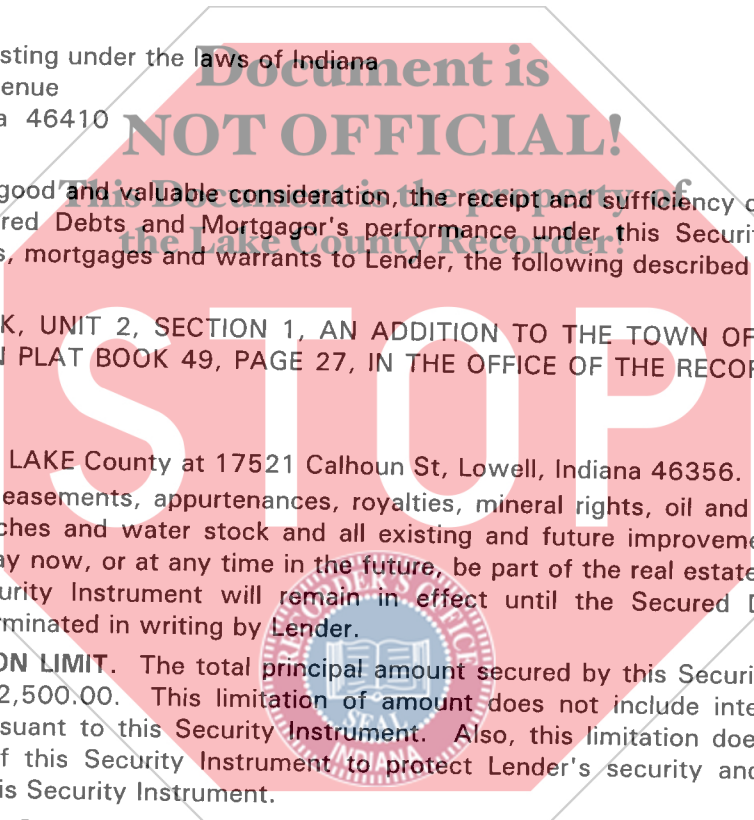 sting under the laws of Indiana
Document is
enue
a 46410
NOT OFFICIAL!
good and valuable consideration, the receipt and sufficiency o
This Document is the property of
red Debts and Mortgagor's performance under this Securi
the Lake County Recorder!
s, mortgages and warrants to Lender, the following described
K, UNIT 2, SECTION 1, AN ADDITION TO THE TOWN OF
N PLAT BOOK 49, PAGE 27, IN THE OFFICE OF THE RECOR
STOP
LAKE County at 17521 Calhoun St, Lowell, Indiana 46356.
easements, appurtenances, royalties, mineral rights, oil and
ches and water stock and all existing and future improveme
ay now, or at any time in the future, be part of the real estate
urity Instrument will remain in effect until the Secured D
rminated in writing by Lender.
RECORDER'S OFFICE
SEAL
INDIANA
ON LIMIT. The total principal amount secured by this Securi
2,500.00. This limitation of amount does not include inte
suant to this Security Instrument. Also, this limitation doe
f this Security Instrument to protect Lender's security and
is Security Instrument.